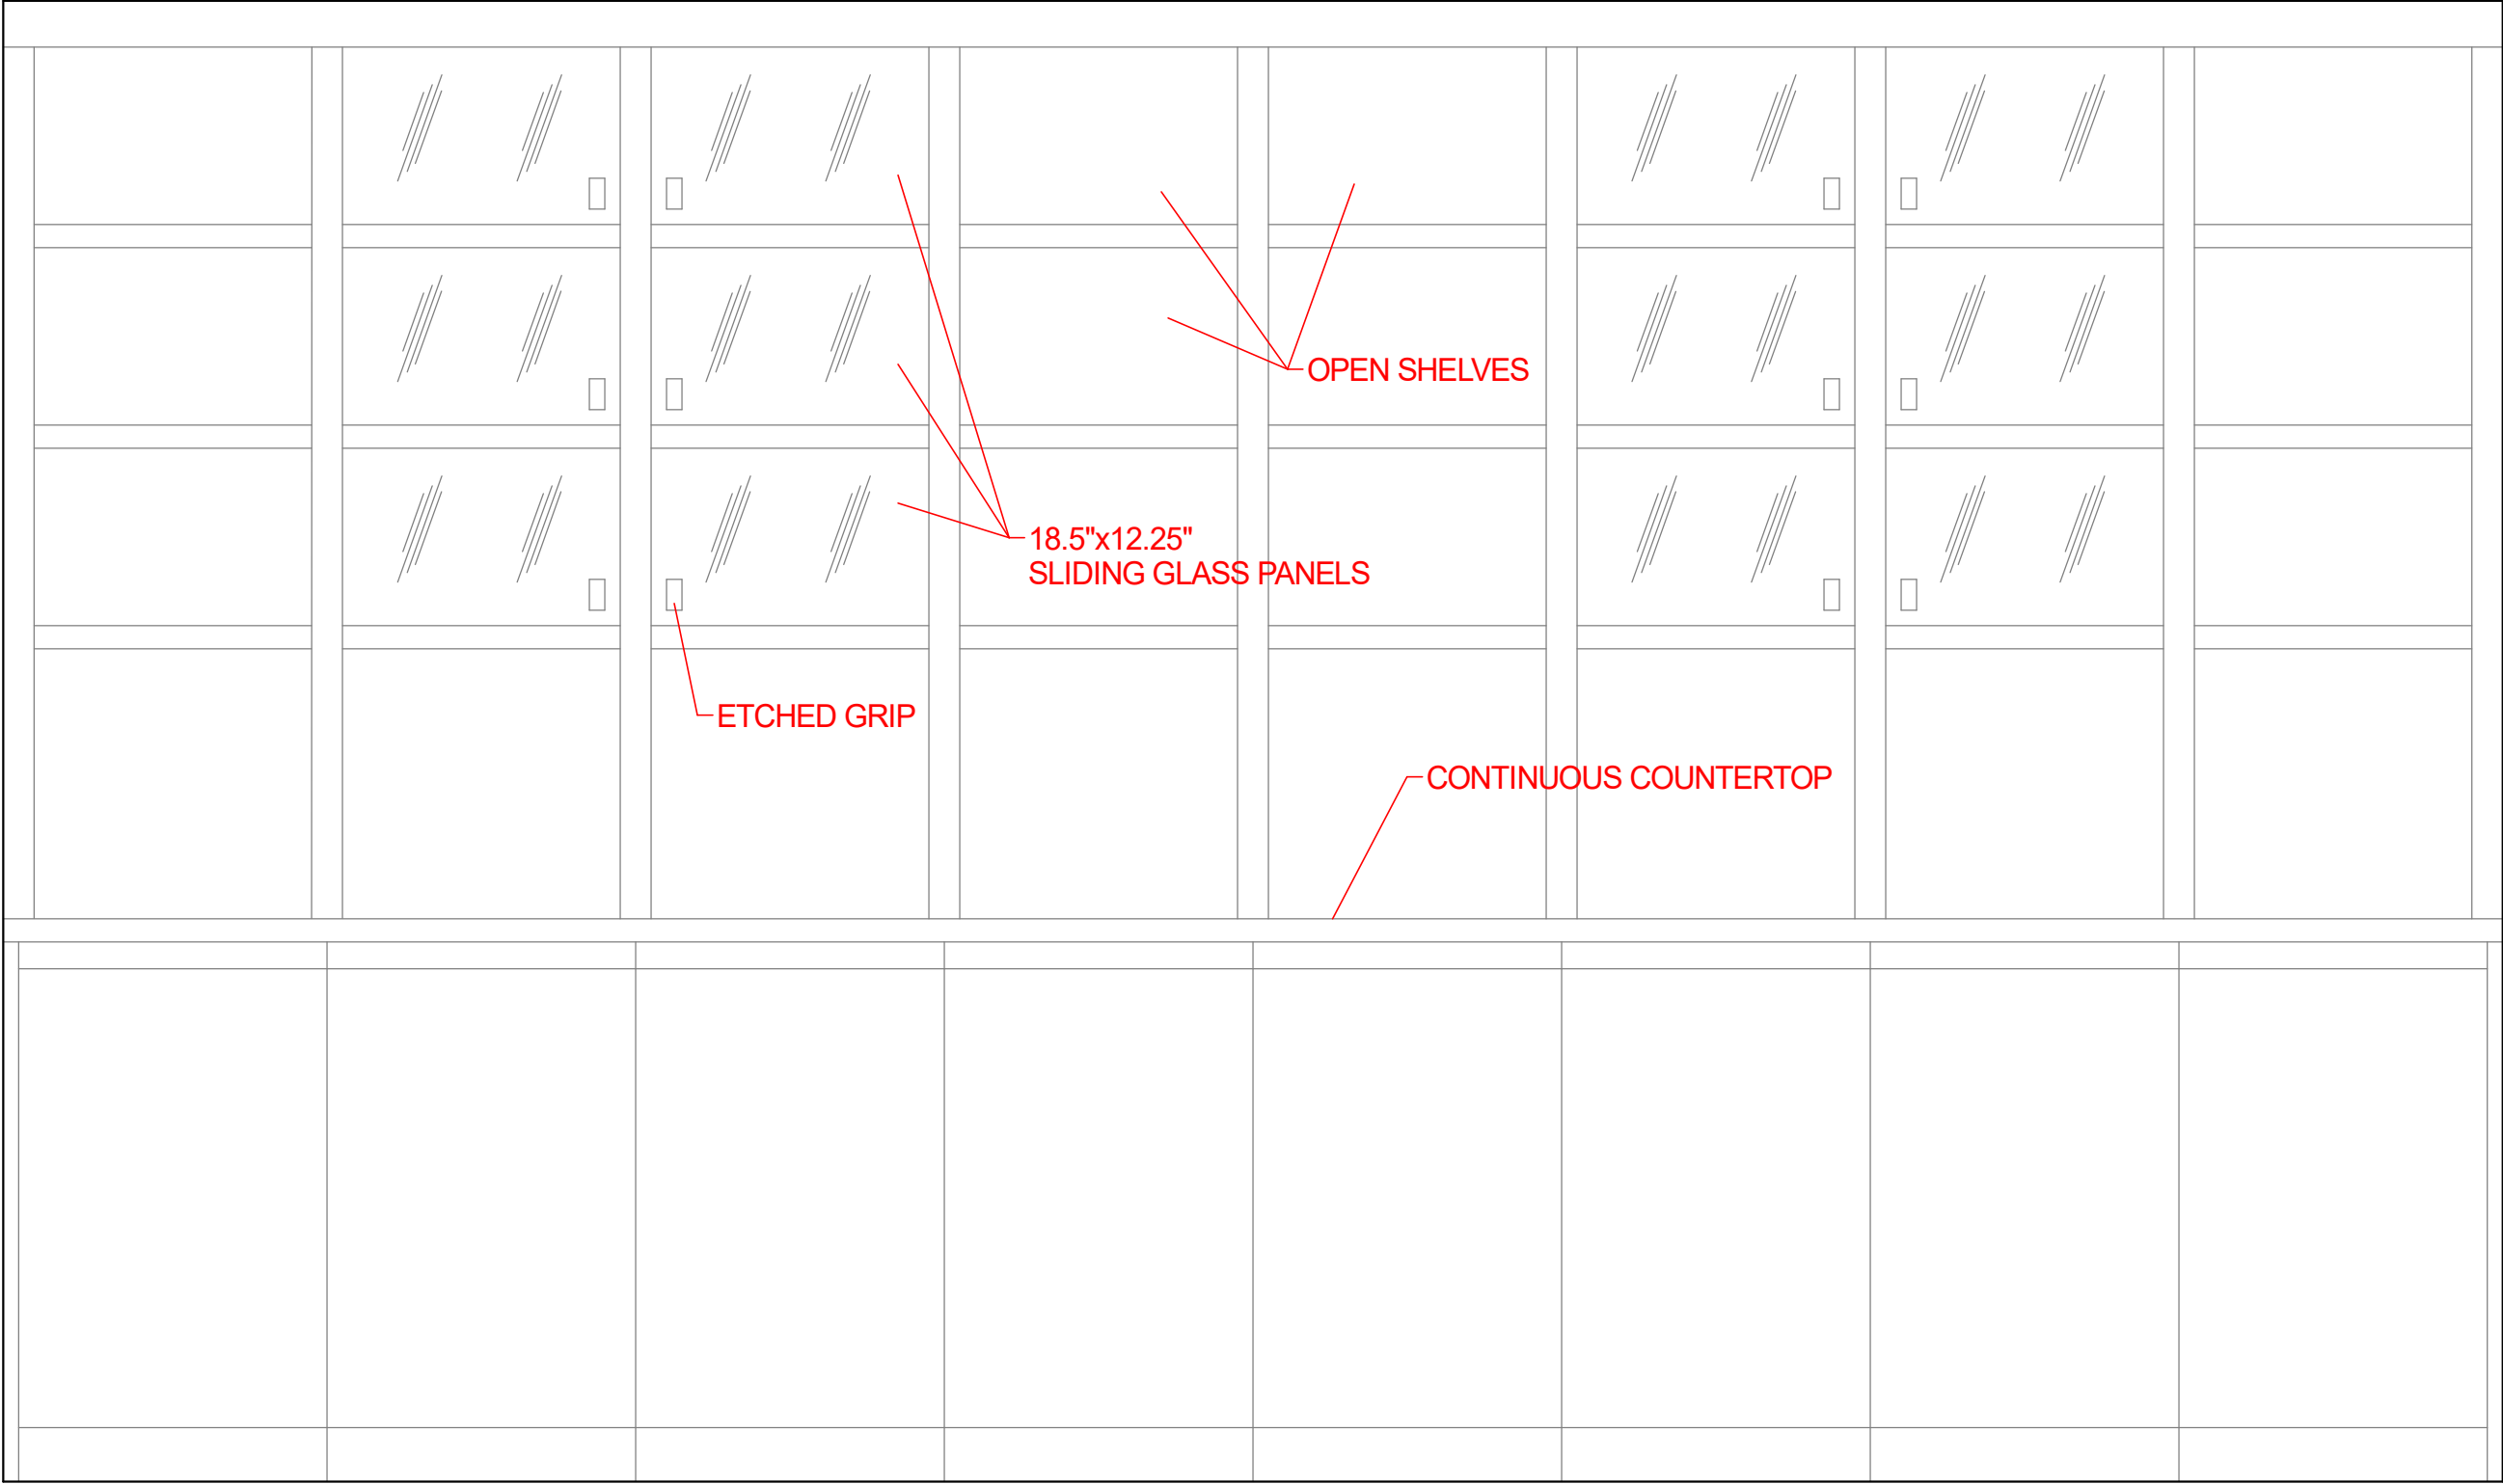 OPEN SHELVES
18.5"x12.25"
SLIDING GLASS PANELS
ETCHED GRIP
CONTINUOUS COUNTERTOP